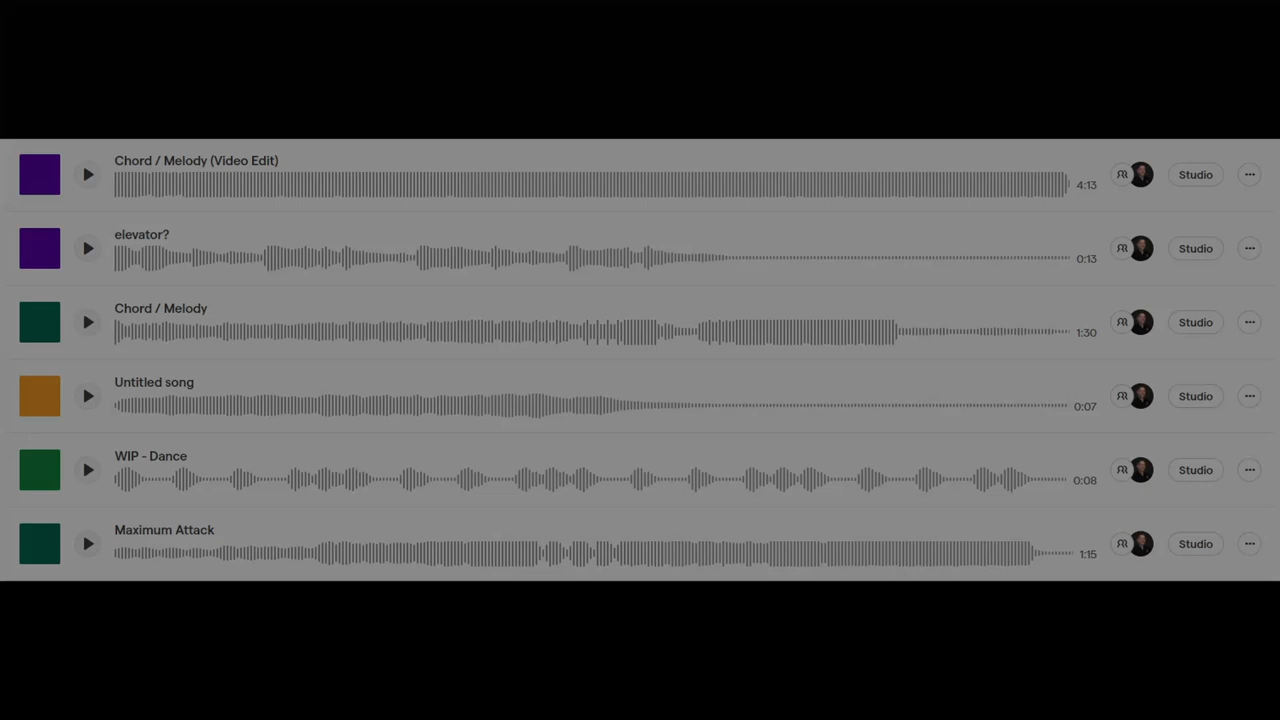 Chord / Melody (Video Edit)
4:13
Studio
elevator?
0:13
Studio
Chord / Melody
1:30
Studio
Untitled song
0:07
Studio
WIP - Dance
0:08
Studio
Maximum Attack
1:15
Studio